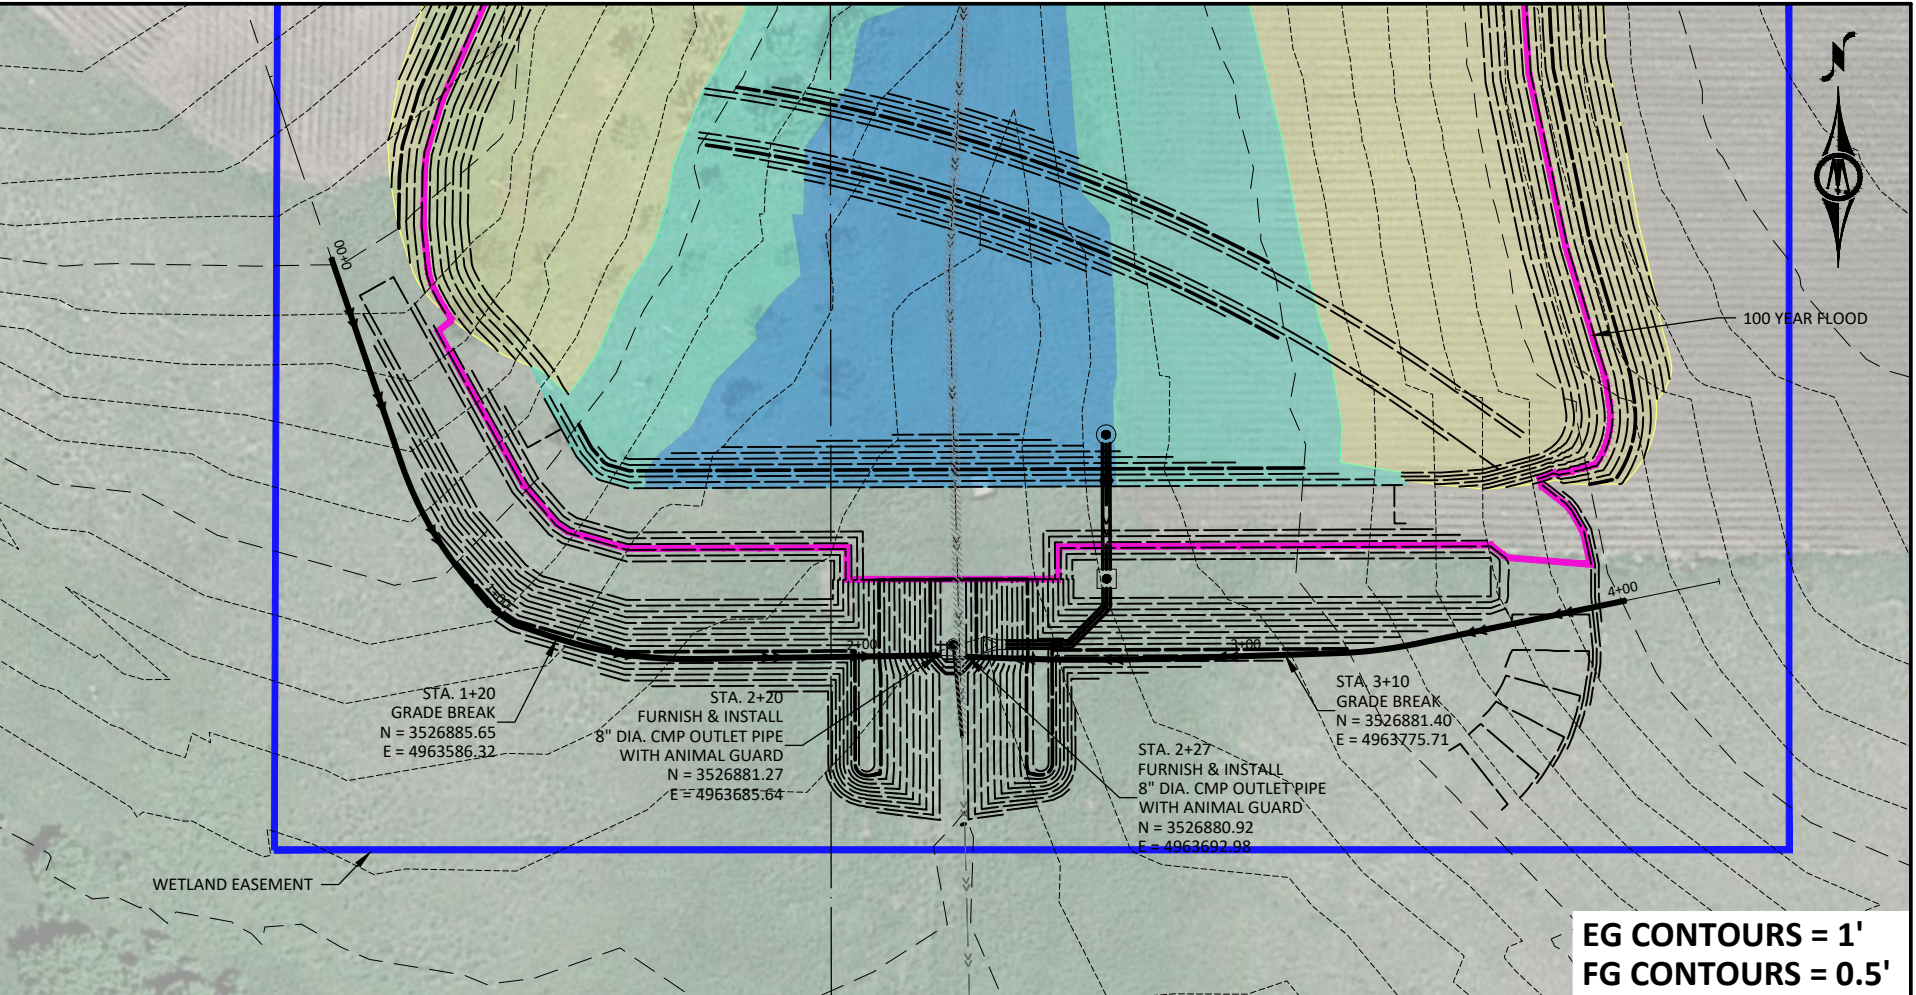 N
0+00
100 YEAR FLOOD
1+00
2+00
3+00
4+00
STA. 1+20
GRADE BREAK
N = 3526885.65
E = 4963586.32
STA. 2+20
FURNISH & INSTALL
8" DIA. CMP OUTLET PIPE
WITH ANIMAL GUARD
N = 3526881.27
E = 4963685.64
STA. 2+27
FURNISH & INSTALL
8" DIA. CMP OUTLET PIPE
WITH ANIMAL GUARD
N = 3526880.92
E = 4963692.98
STA. 3+10
GRADE BREAK
N = 3526881.40
E = 4963775.71
WETLAND EASEMENT
EG CONTOURS = 1'
FG CONTOURS = 0.5'